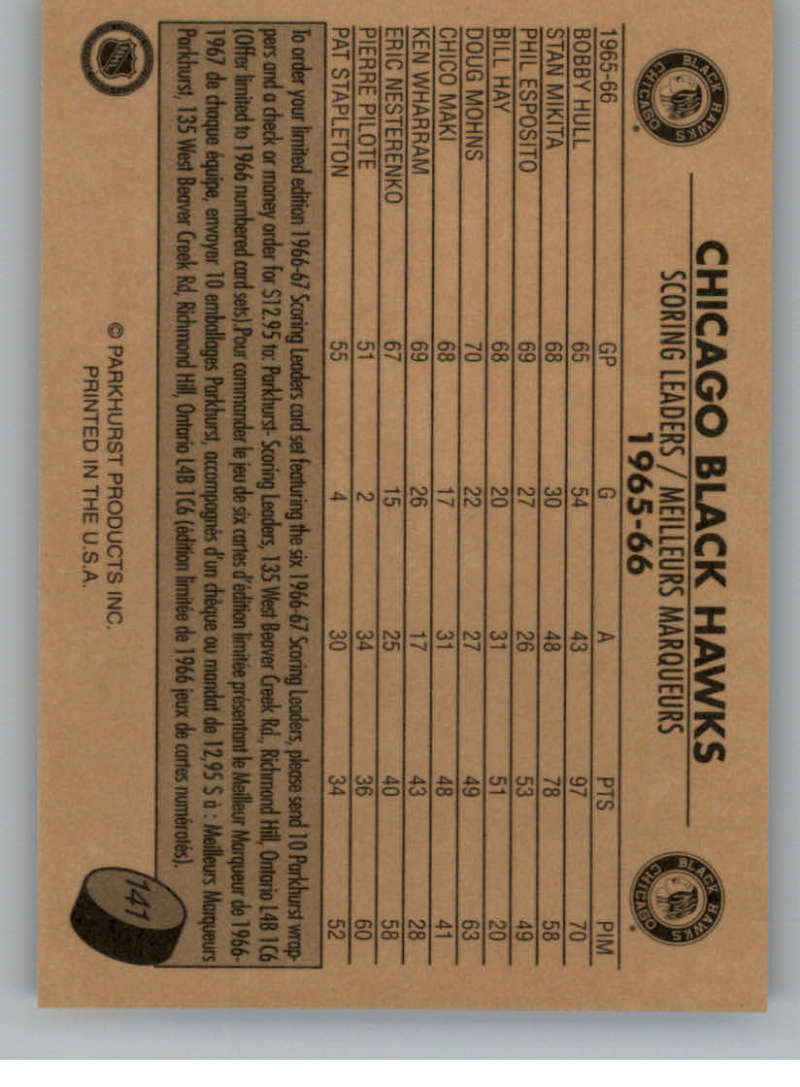 CHICAGO BLACK HAWKS
SCORING LEADERS / MEILLEURS MARQUEURS
1965-66
BLACK HAWKS
CHICAGO
BLACK HAWKS
CHICAGO
1965-66 GP G A PTS PIM
BOBBY HULL 65 54 43 97 70
STAN MIKITA 68 30 48 78 58
PHIL ESPOSITO 69 27 26 53 49
BILL HAY 68 20 31 51 20
DOUG MOHNS 70 22 27 49 63
CHICO MAKI 68 17 31 48 41
KEN WHARRAM 69 26 17 43 28
ERIC NESTERENKO 67 15 25 40 58
PIERRE PILOTE 51 2 34 36 60
PAT STAPLETON 55 4 30 34 52
To order your limited edition 1966-67 Scoring Leaders card set featuring the six 1966-67 Scoring Leaders, please send 10 Parkhurst wrap-
pers and a check or money order for $12.95 to: Parkhurst- Scoring Leaders, 135 West Beaver Creek Rd., Richmond Hill, Ontario L4B 1C6
(Offer limited to 1966 numbered card sets).Pour commander le jeu de six cartes d'édition limitée présentant le Meilleur Marqueur de 1966-
1967 de chaque équipe, envoyer 10 emballages Parkhurst, accompagnés d'un chèque ou mandat de 12,95 $ à : Meilleurs Marqueurs
Parkhurst, 135 West Beaver Creek Rd, Richmond Hill, Ontario L4B 1C6 (édition limitée de 1966 jeux de cartes numérotés).
NHL
© PARKHURST PRODUCTS INC.
PRINTED IN THE U.S.A.
141